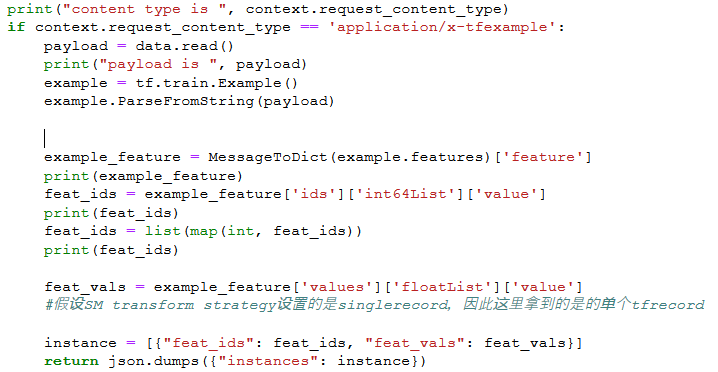 print("content type is ", context.request_content_type)
if context.request_content_type == 'application/x-tfexample':
    payload = data.read()
    print("payload is ", payload)
    example = tf.train.Example()
    example.ParseFromString(payload)
    example_feature = MessageToDict(example.features)['feature']
    print(example_feature)
    feat_ids = example_feature['ids']['int64List']['value']
    print(feat_ids)
    feat_ids = list(map(int, feat_ids))
    print(feat_ids)
    feat_vals = example_feature['values']['floatList']['value']
    #假设SM transform strategy设置的是singlerecord，因此这里拿到的是的单个tfrecord
    instance = [{"feat_ids": feat_ids, "feat_vals": feat_vals}]
    return json.dumps({"instances": instance})